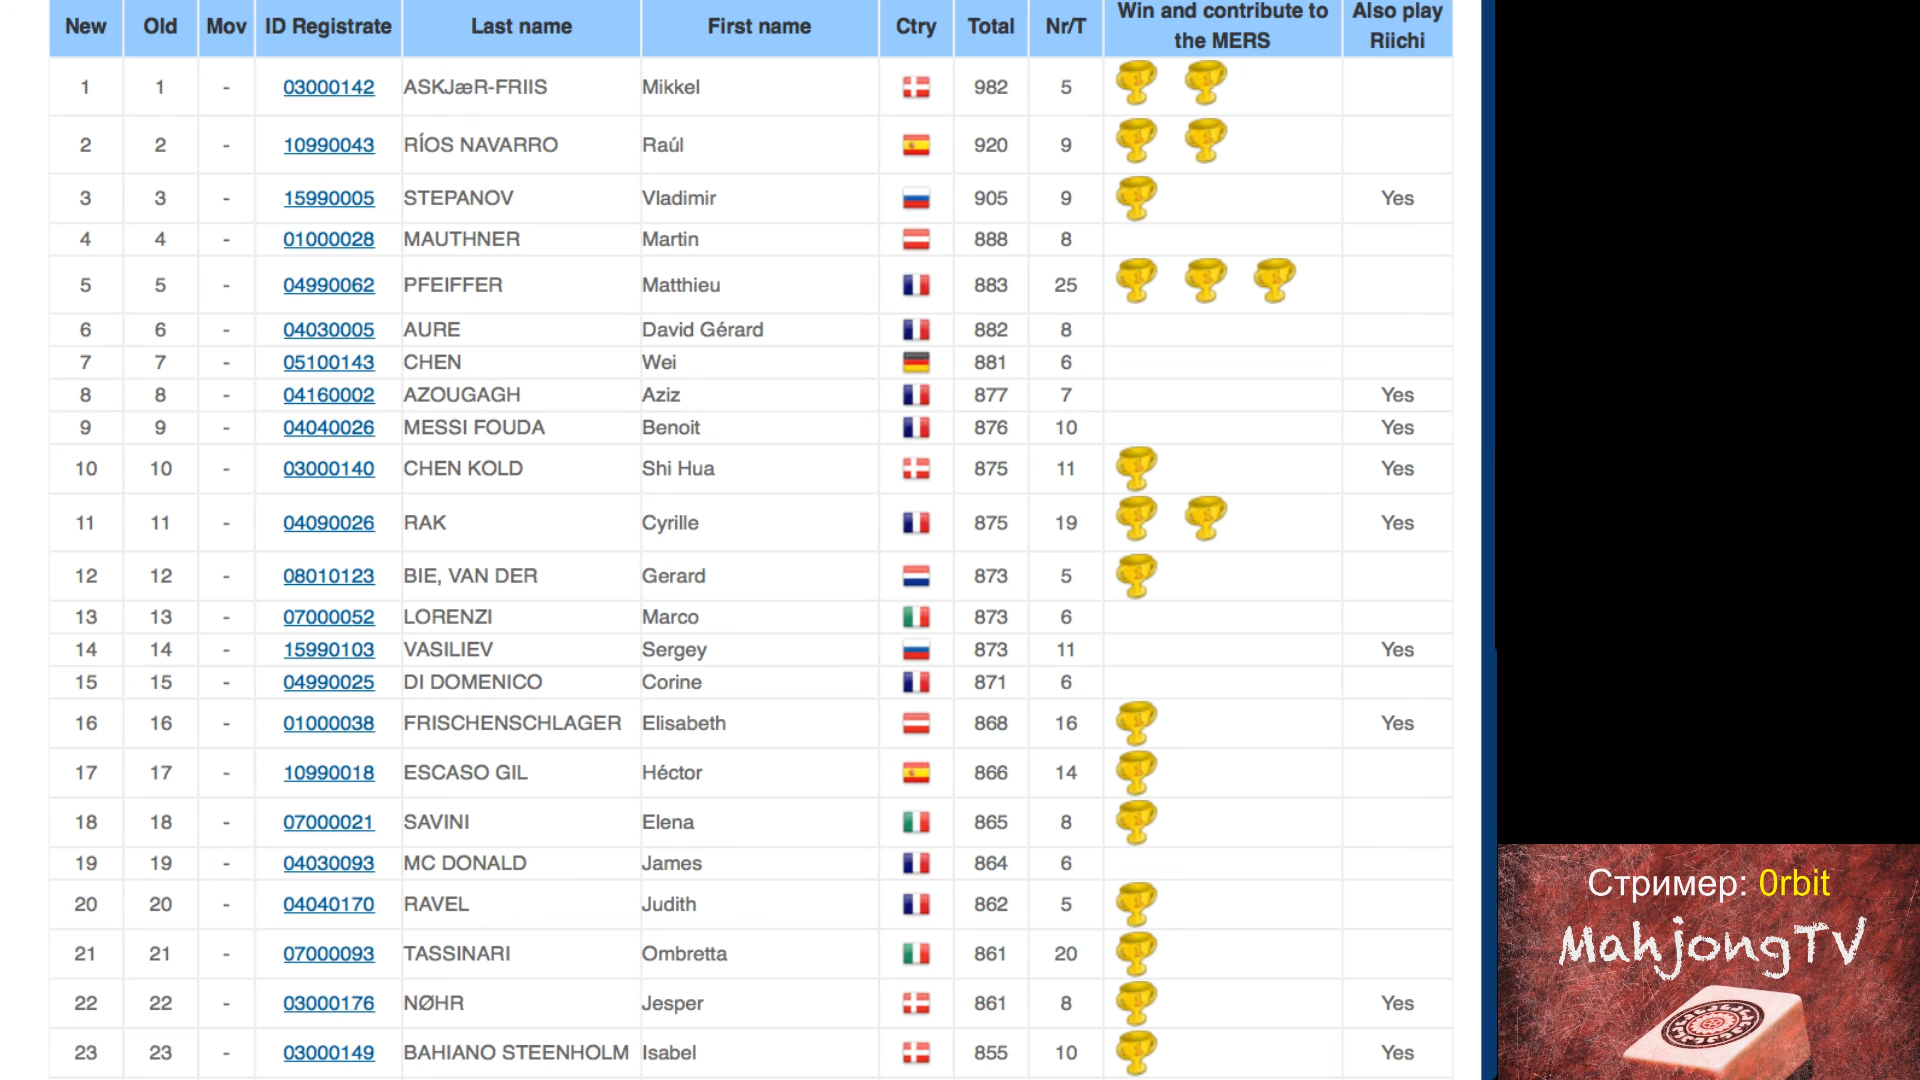 New Old Mov ID Registrate Last name First name Ctry Total Nr/T Win and contribute to the MERS Also play Riichi
1 1 - 03000142 ASKJæR-FRIIS Mikkel 982 5
2 2 - 10990043 RÍOS NAVARRO Raúl 920 9
3 3 - 15990005 STEPANOV Vladimir 905 9 Yes
4 4 - 01000028 MAUTHNER Martin 888 8
5 5 - 04990062 PFEIFFER Matthieu 883 25
6 6 - 04030005 AURE David Gérard 882 8
7 7 - 05100143 CHEN Wei 881 6
8 8 - 04160002 AZOUGAGH Aziz 877 7 Yes
9 9 - 04040026 MESSI FOUDA Benoit 876 10 Yes
10 10 - 03000140 CHEN KOLD Shi Hua 875 11 Yes
11 11 - 04090026 RAK Cyrille 875 19 Yes
12 12 - 08010123 BIE, VAN DER Gerard 873 5
13 13 - 07000052 LORENZI Marco 873 6
14 14 - 15990103 VASILIEV Sergey 873 11 Yes
15 15 - 04990025 DI DOMENICO Corine 871 6
16 16 - 01000038 FRISCHENSCHLAGER Elisabeth 868 16 Yes
17 17 - 10990018 ESCASO GIL Héctor 866 14
18 18 - 07000021 SAVINI Elena 865 8
19 19 - 04030093 MC DONALD James 864 6
20 20 - 04040170 RAVEL Judith 862 5
21 21 - 07000093 TASSINARI Ombretta 861 20
22 22 - 03000176 NØHR Jesper 861 8 Yes
23 23 - 03000149 BAHIANO STEENHOLM Isabel 855 10 Yes
Стример: 0rbit
MahjongTV